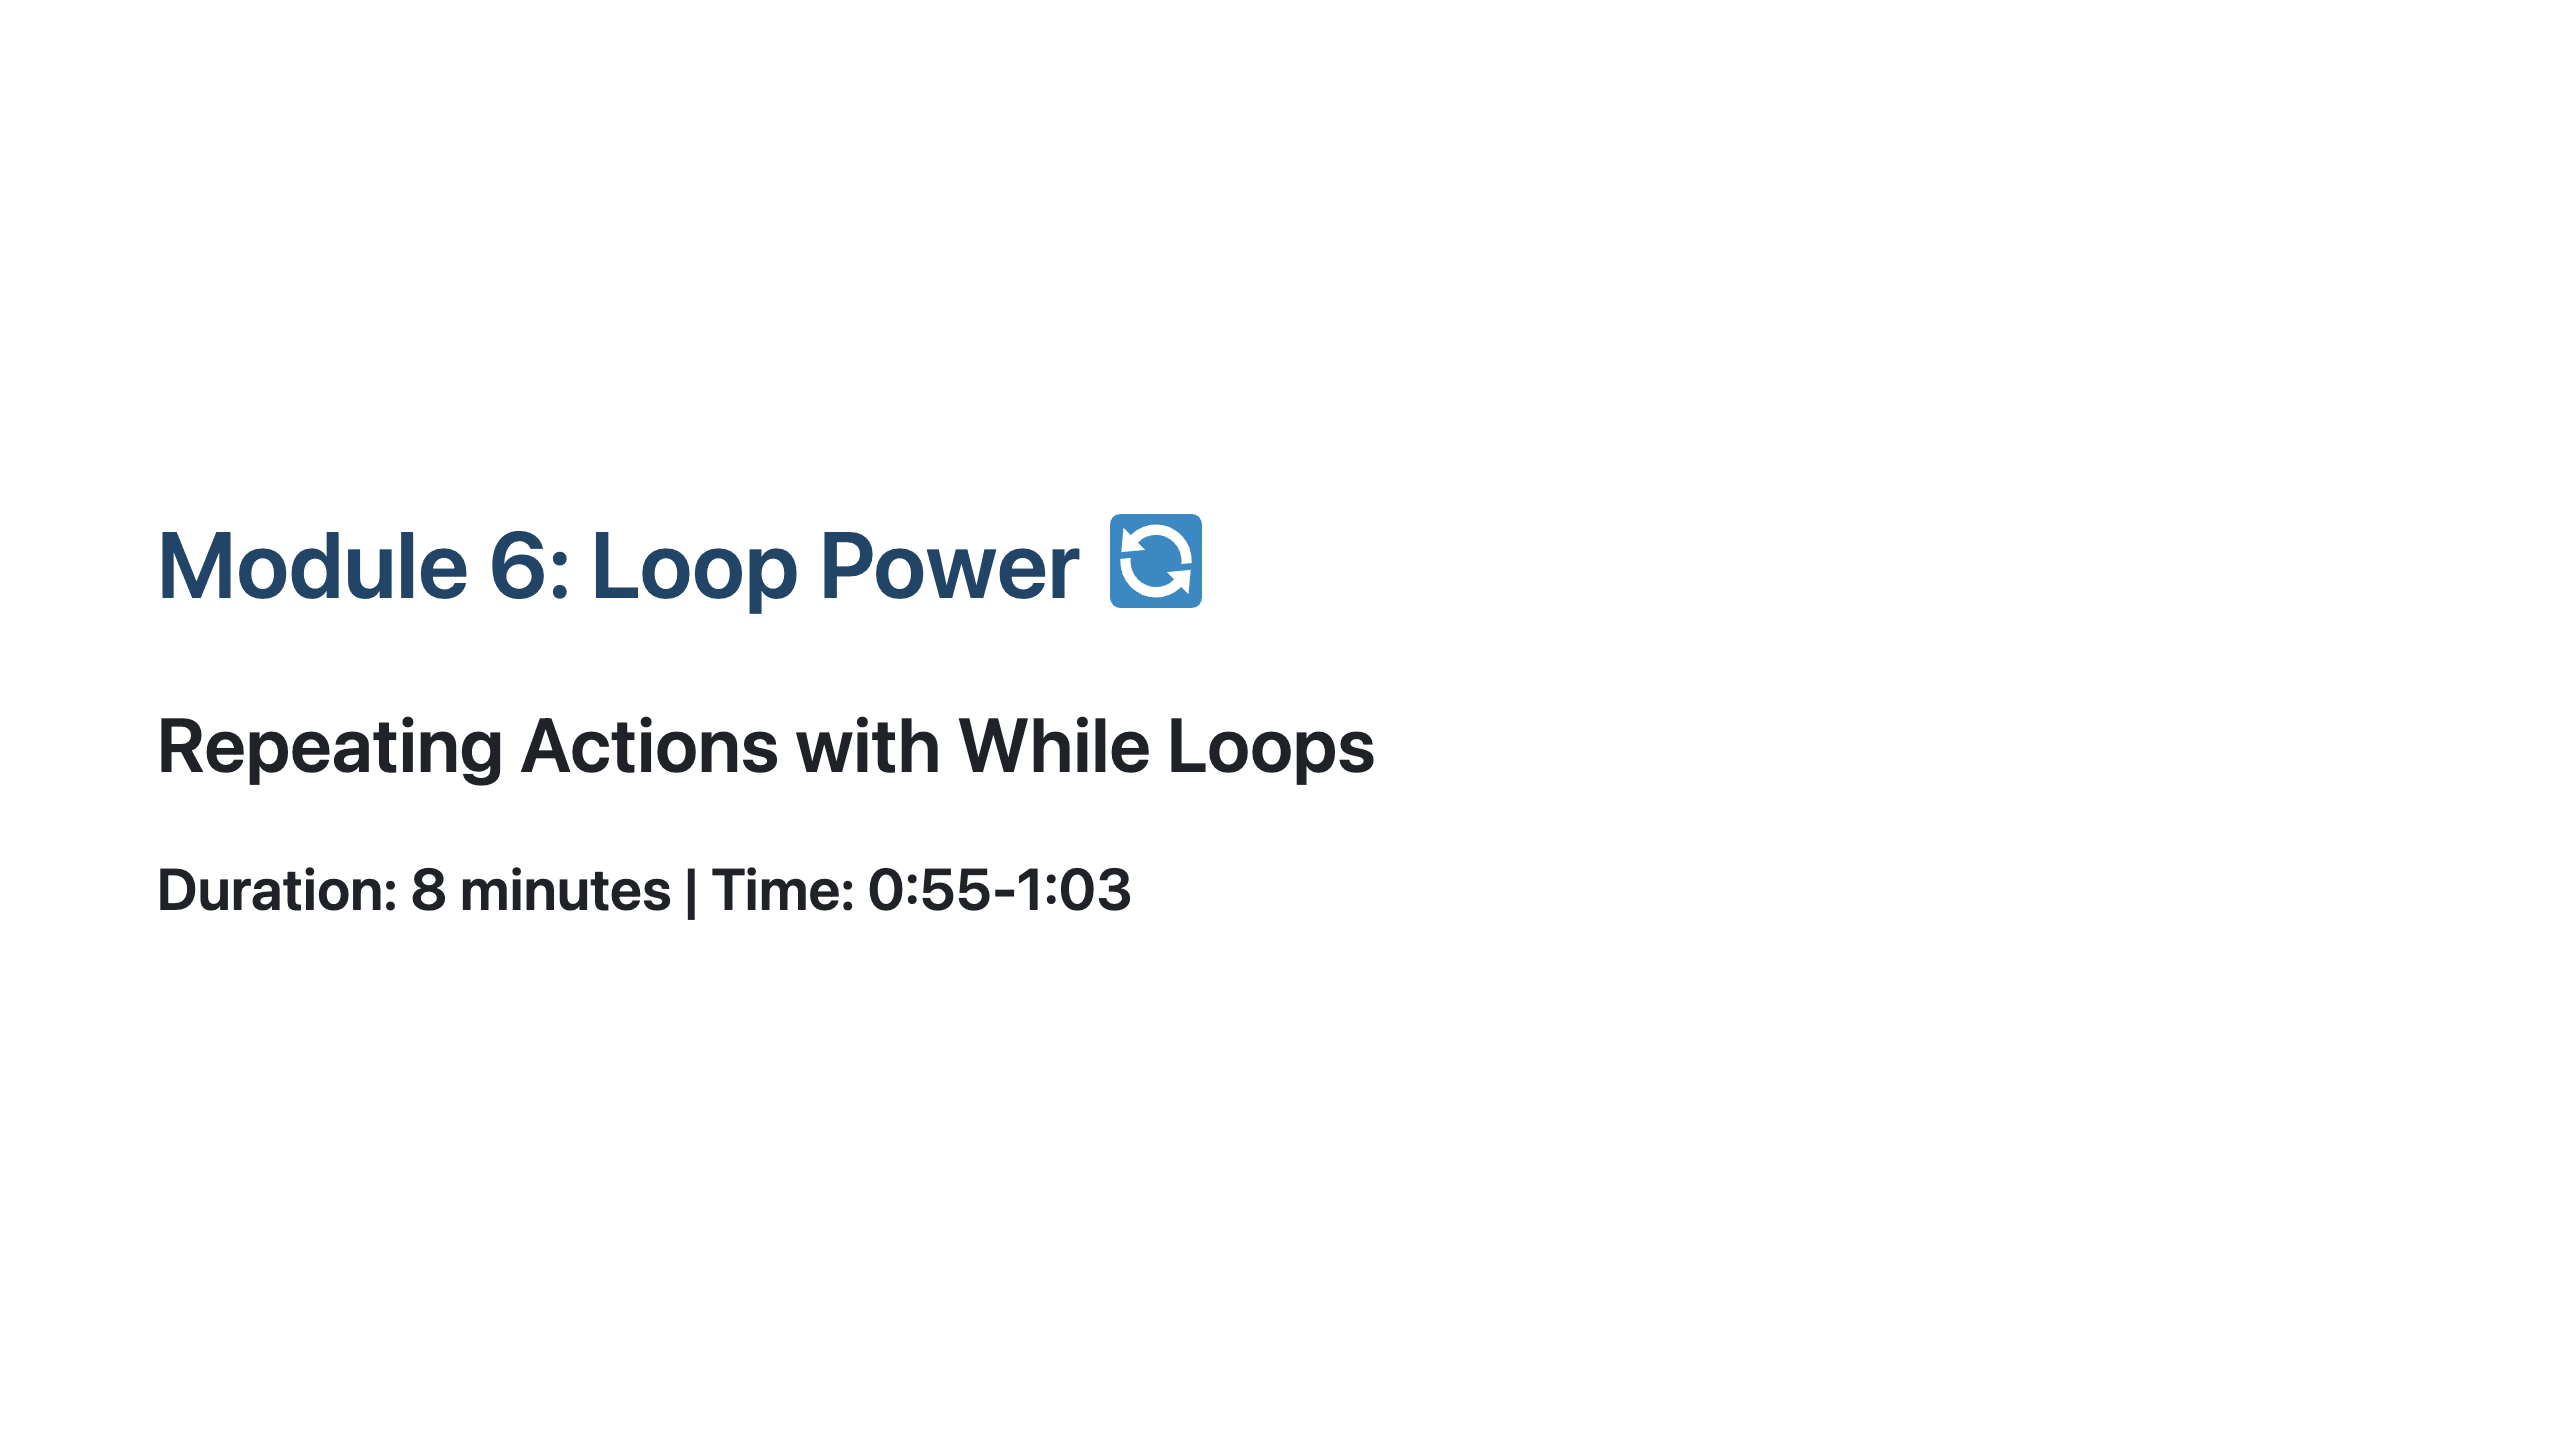 Module 6: Loop Power 🔄
Repeating Actions with While Loops
Duration: 8 minutes | Time: 0:55-1:03